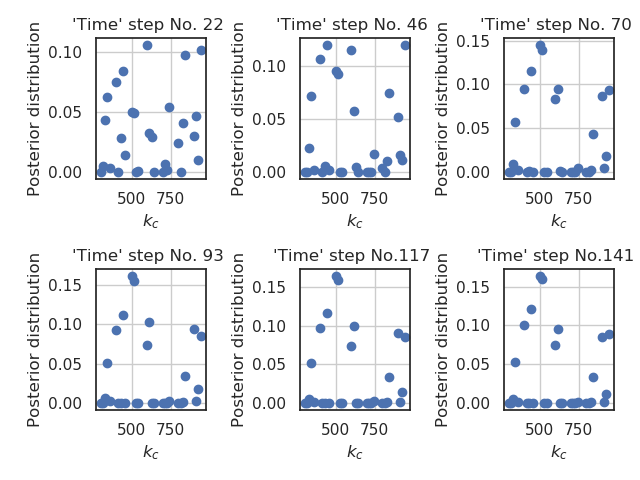 'Time' step No. 22
Posterior distribution
0.10
0.05
0.00
500 750
k_c
'Time' step No. 46
Posterior distribution
0.10
0.05
0.00
500 750
k_c
'Time' step No. 70
Posterior distribution
0.15
0.10
0.05
0.00
500 750
k_c
'Time' step No. 93
Posterior distribution
0.15
0.10
0.05
0.00
500 750
k_c
'Time' step No.117
Posterior distribution
0.15
0.10
0.05
0.00
500 750
k_c
'Time' step No.141
Posterior distribution
0.15
0.10
0.05
0.00
500 750
k_c